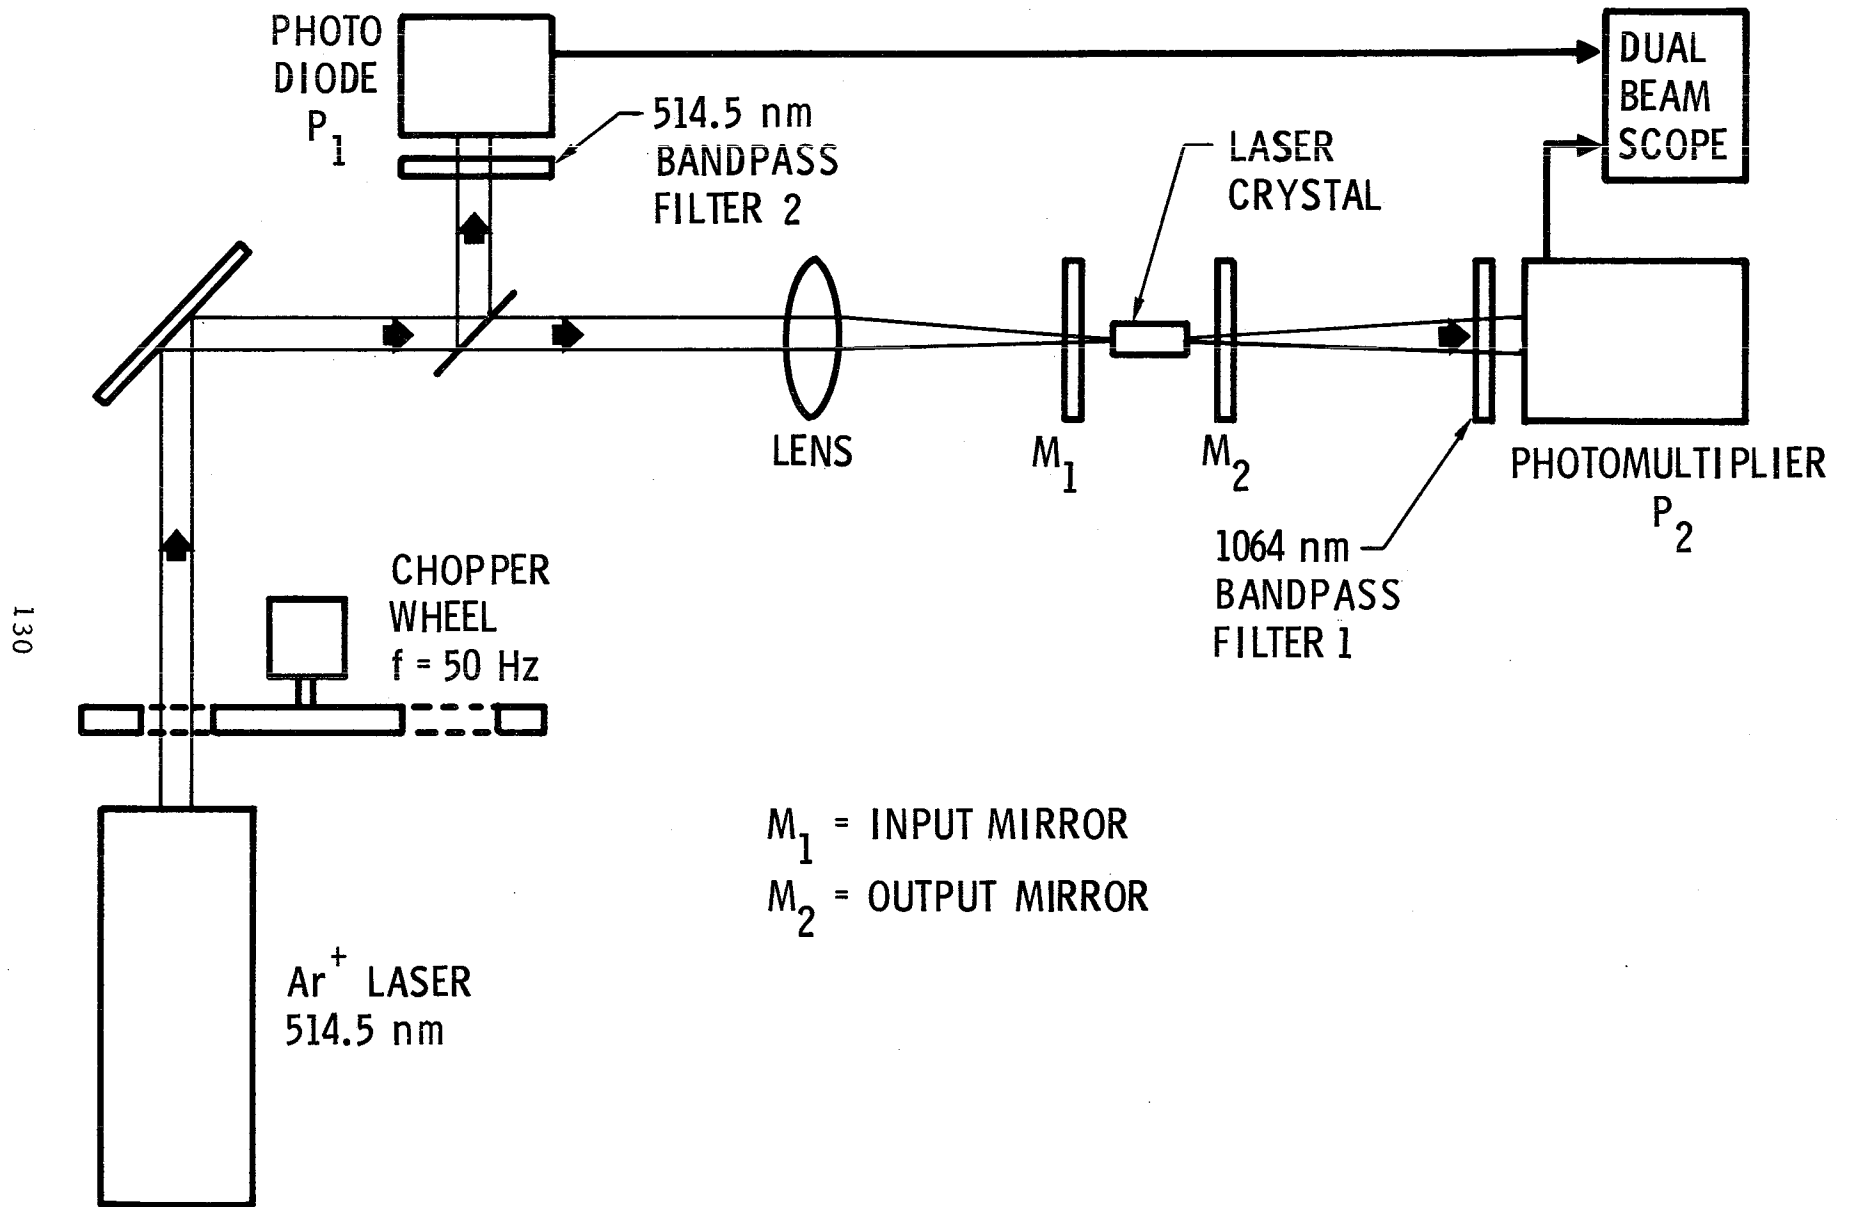 PHOTO
DIODE
P1
514.5 nm
BANDPASS
FILTER 2
LASER
CRYSTAL
DUAL
BEAM
SCOPE
LENS
M1
M2
PHOTOMULTIPLIER
P2
1064 nm
BANDPASS
FILTER 1
CHOPPER
WHEEL
f = 50 Hz
130
M1 = INPUT MIRROR
M2 = OUTPUT MIRROR
Ar+ LASER
514.5 nm